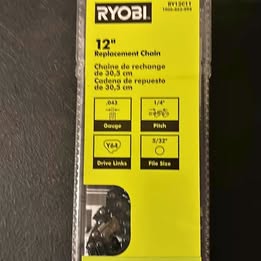 RYOBI
12"
Replacement Chain
Chaîne de rechange
de 30,5 cm
Cadena de repuesto
de 30,5 cm
.043
1/4"
Gauge
Pitch
Y64
5/32"
Drive Links
File Size